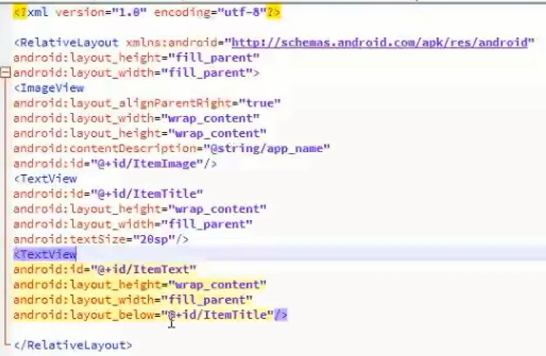 <?xml version="1.0" encoding="utf-8"?>
<RelativeLayout xmlns:android="http://schemas.android.com/apk/res/android"
android:layout_height="fill_parent"
android:layout_width="fill_parent">
<ImageView
android:layout_alignParentRight="true"
android:layout_width="wrap_content"
android:layout_height="wrap_content"
android:contentDescription="@string/app_name"
android:id="@+id/ItemImage"/>
<TextView
android:id="@+id/ItemTitle"
android:layout_height="wrap_content"
android:layout_width="fill_parent"
android:textSize="20sp"/>
<TextView
android:id="@+id/ItemText"
android:layout_height="wrap_content"
android:layout_width="fill_parent"
android:layout_below="@+id/ItemTitle"/>
</RelativeLayout>